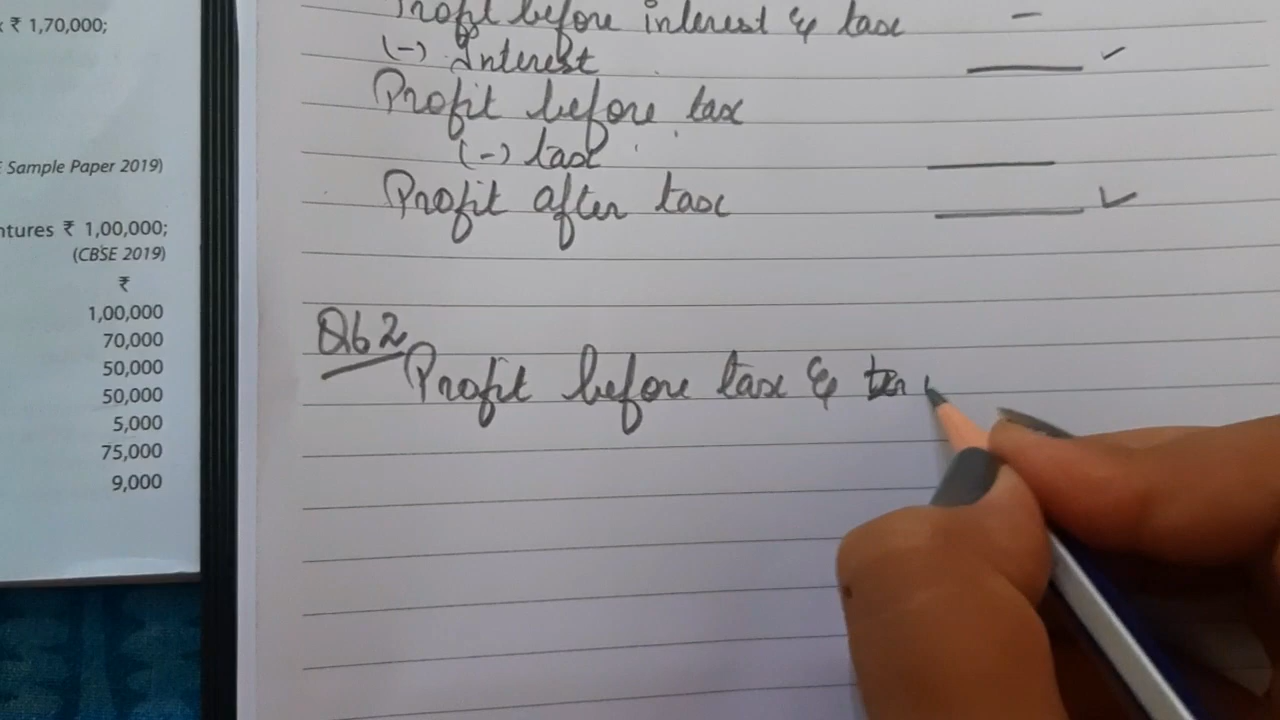 ₹ 1,70,000;
Sample Paper 2019)
ntures ₹ 1,00,000;
(CBSE 2019)
₹
1,00,000
70,000
50,000
50,000
5,000
75,000
9,000
Profit before interest & tax –
(-) Interest
Profit before tax
(-) tax
Profit after tax
Q62
Profit before tax &